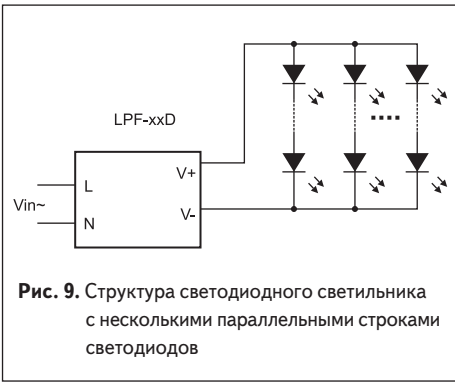 LPF-xxD
V+
L
Vin~
V-
N
Рис. 9. Структура светодиодного светильника
с несколькими параллельными строками
светодиодов